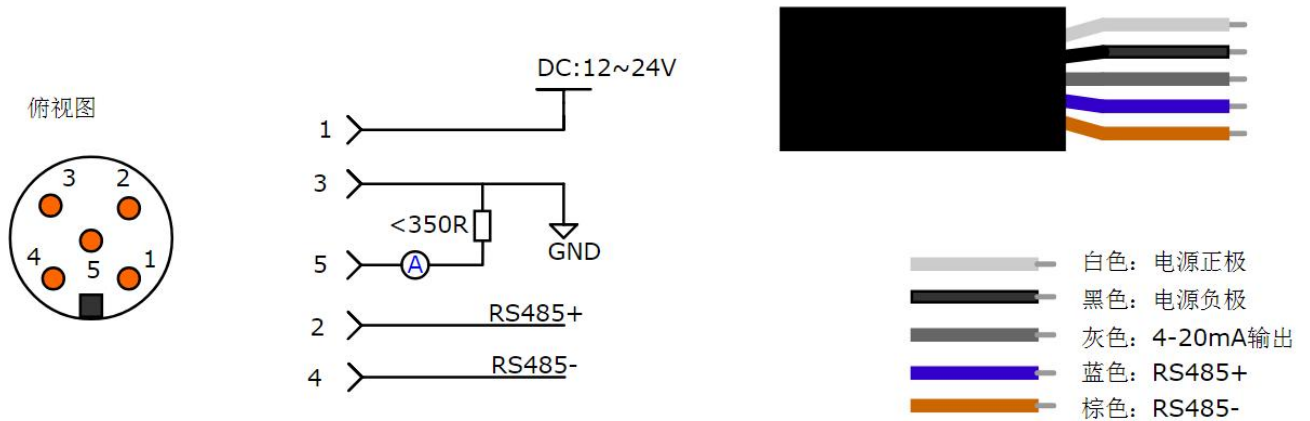 俯视图
3 2
4 5 1
DC:12~24V
1
3
<350R
GND
5
A
2 RS485+
4 RS485-
白色：电源正极
黑色：电源负极
灰色：4-20mA输出
蓝色：RS485+
棕色：RS485-